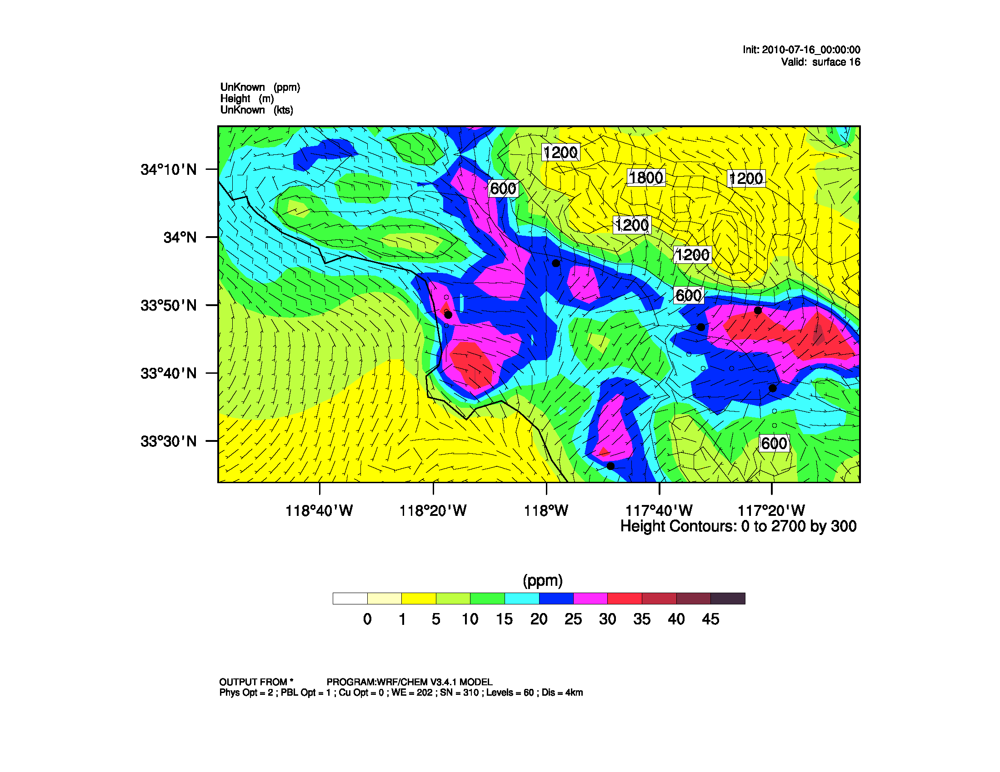 Init: 2010-07-16_00:00:00
Valid: surface 16
UnKnown (ppm)
Height (m)
UnKnown (kts)
1200
1800
1200
600
1200
1200
600
600
34°10'N
34°N
33°50'N
33°40'N
33°30'N
118°40'W 118°20'W 118°W 117°40'W 117°20'W
Height Contours: 0 to 2700 by 300
(ppm)
0 1 5 10 15 20 25 30 35 40 45
OUTPUT FROM * PROGRAM:WRF/CHEM V3.4.1 MODEL
Phys Opt = 2 ; PBL Opt = 1 ; Cu Opt = 0 ; WE = 202 ; SN = 310 ; Levels = 60 ; Dis = 4km